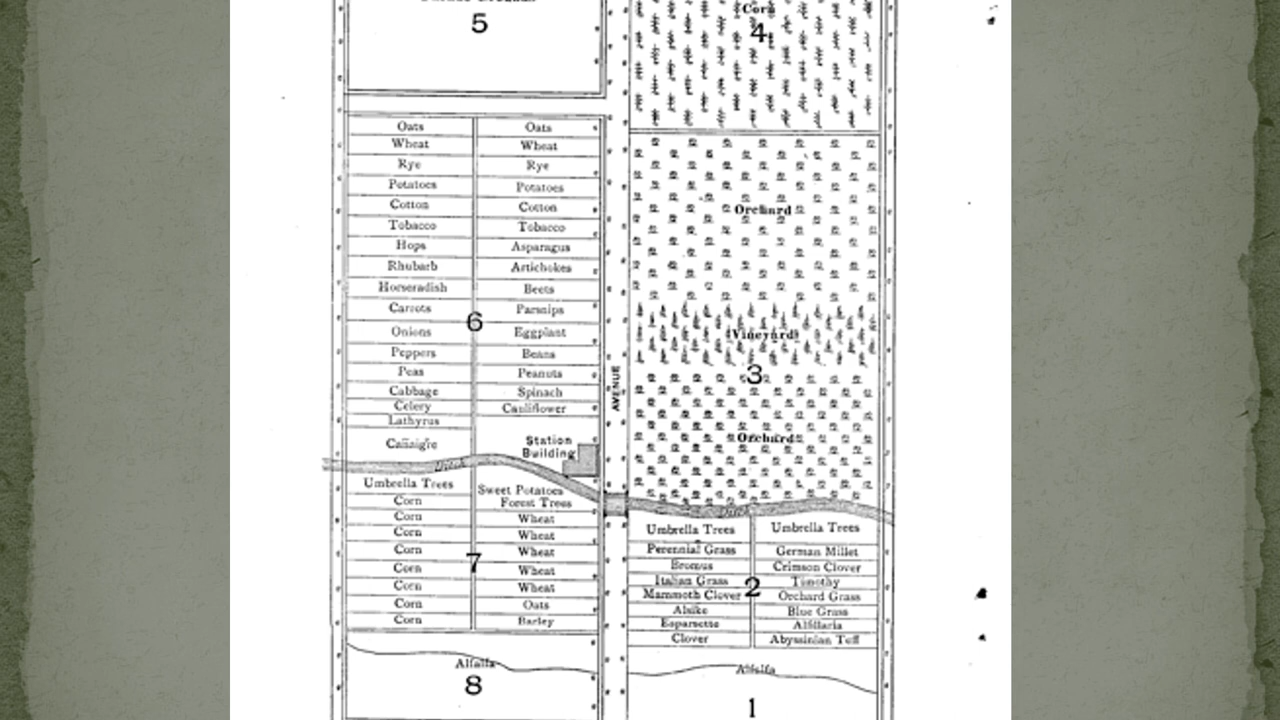 5
Corn
4
Oats
Wheat
Rye
Potatoes
Cotton
Tobacco
Hops
Rhubarb
Horseradish
Carrots
Onions
Peppers
Peas
Cabbage
Celery
Lathyrus
Cañaigre
Oats
Wheat
Rye
Potatoes
Cotton
Tobacco
Asparagus
Artichokes
Beets
Parsnips
Eggplant
Beans
Peanuts
Spinach
Cauliflower
Station
Building
6
AVENUE
Orchard
Vineyard
3
Orchard
Ditch
Ditch
Umbrella Trees
Corn
Corn
Corn
Corn
Corn
Corn
Corn
Corn
Sweet Potatoes
Forest Trees
Wheat
Wheat
Wheat
Wheat
Wheat
Oats
Barley
7
Umbrella Trees
Perennial Grass
Bromus
Italian Grass
Mammoth Clover
Alsike
Esparsette
Clover
Umbrella Trees
German Millet
Crimson Clover
Timothy
Orchard Grass
Blue Grass
Alfilaria
Abyssinian Teff
2
Alfalfa
8
Alfalfa
1